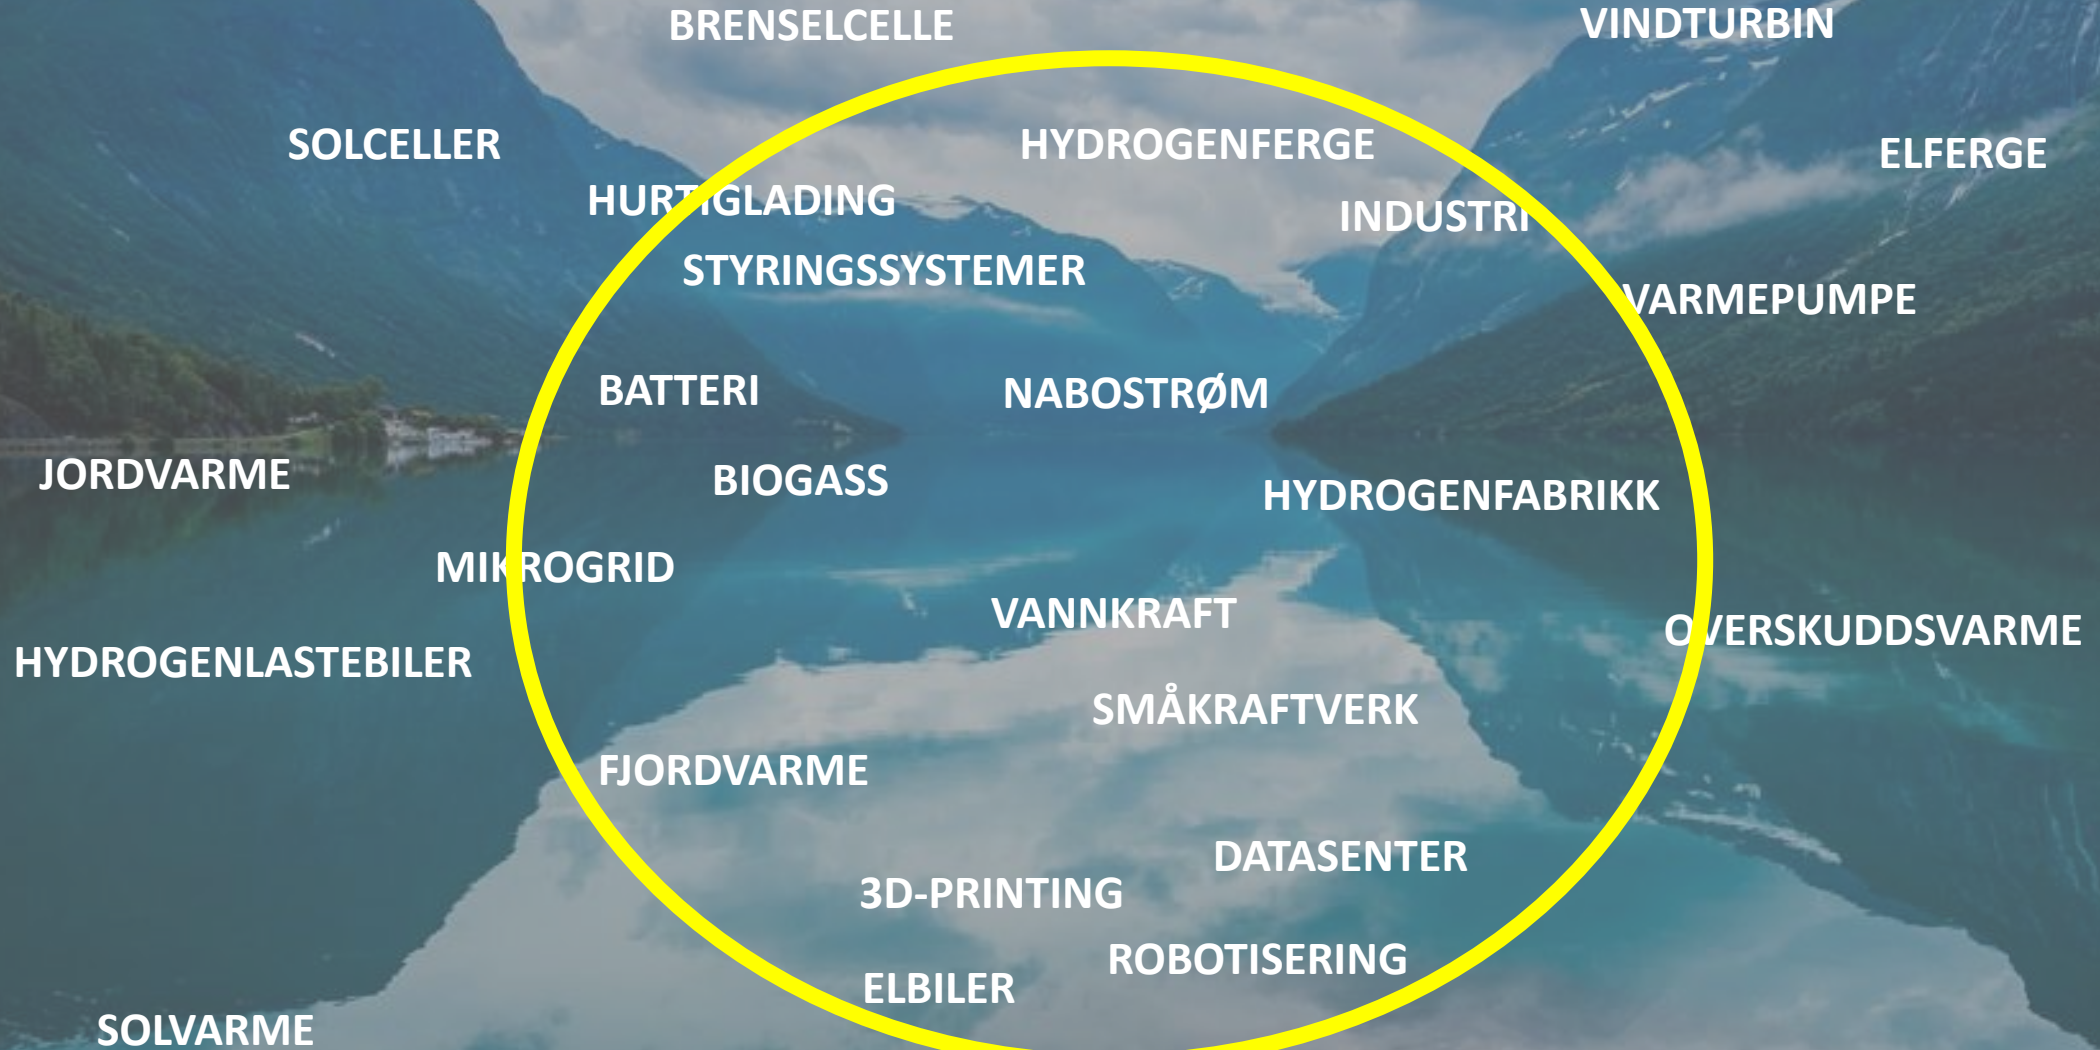 BRENSELCELLE
VINDTURBIN
SOLCELLER
HYDROGENFERGE
ELFERGE
HURTIGLADING
INDUSTRI
STYRINGSSYSTEMER
VARMEPUMPE
BATTERI
NABOSTRØM
JORDVARME
BIOGASS
HYDROGENFABRIKK
MIKROGRID
VANNKRAFT
OVERSKUDDSVARME
HYDROGENLASTEBILER
SMÅKRAFTVERK
FJORDVARME
DATASENTER
3D-PRINTING
ROBOTISERING
ELBILER
SOLVARME